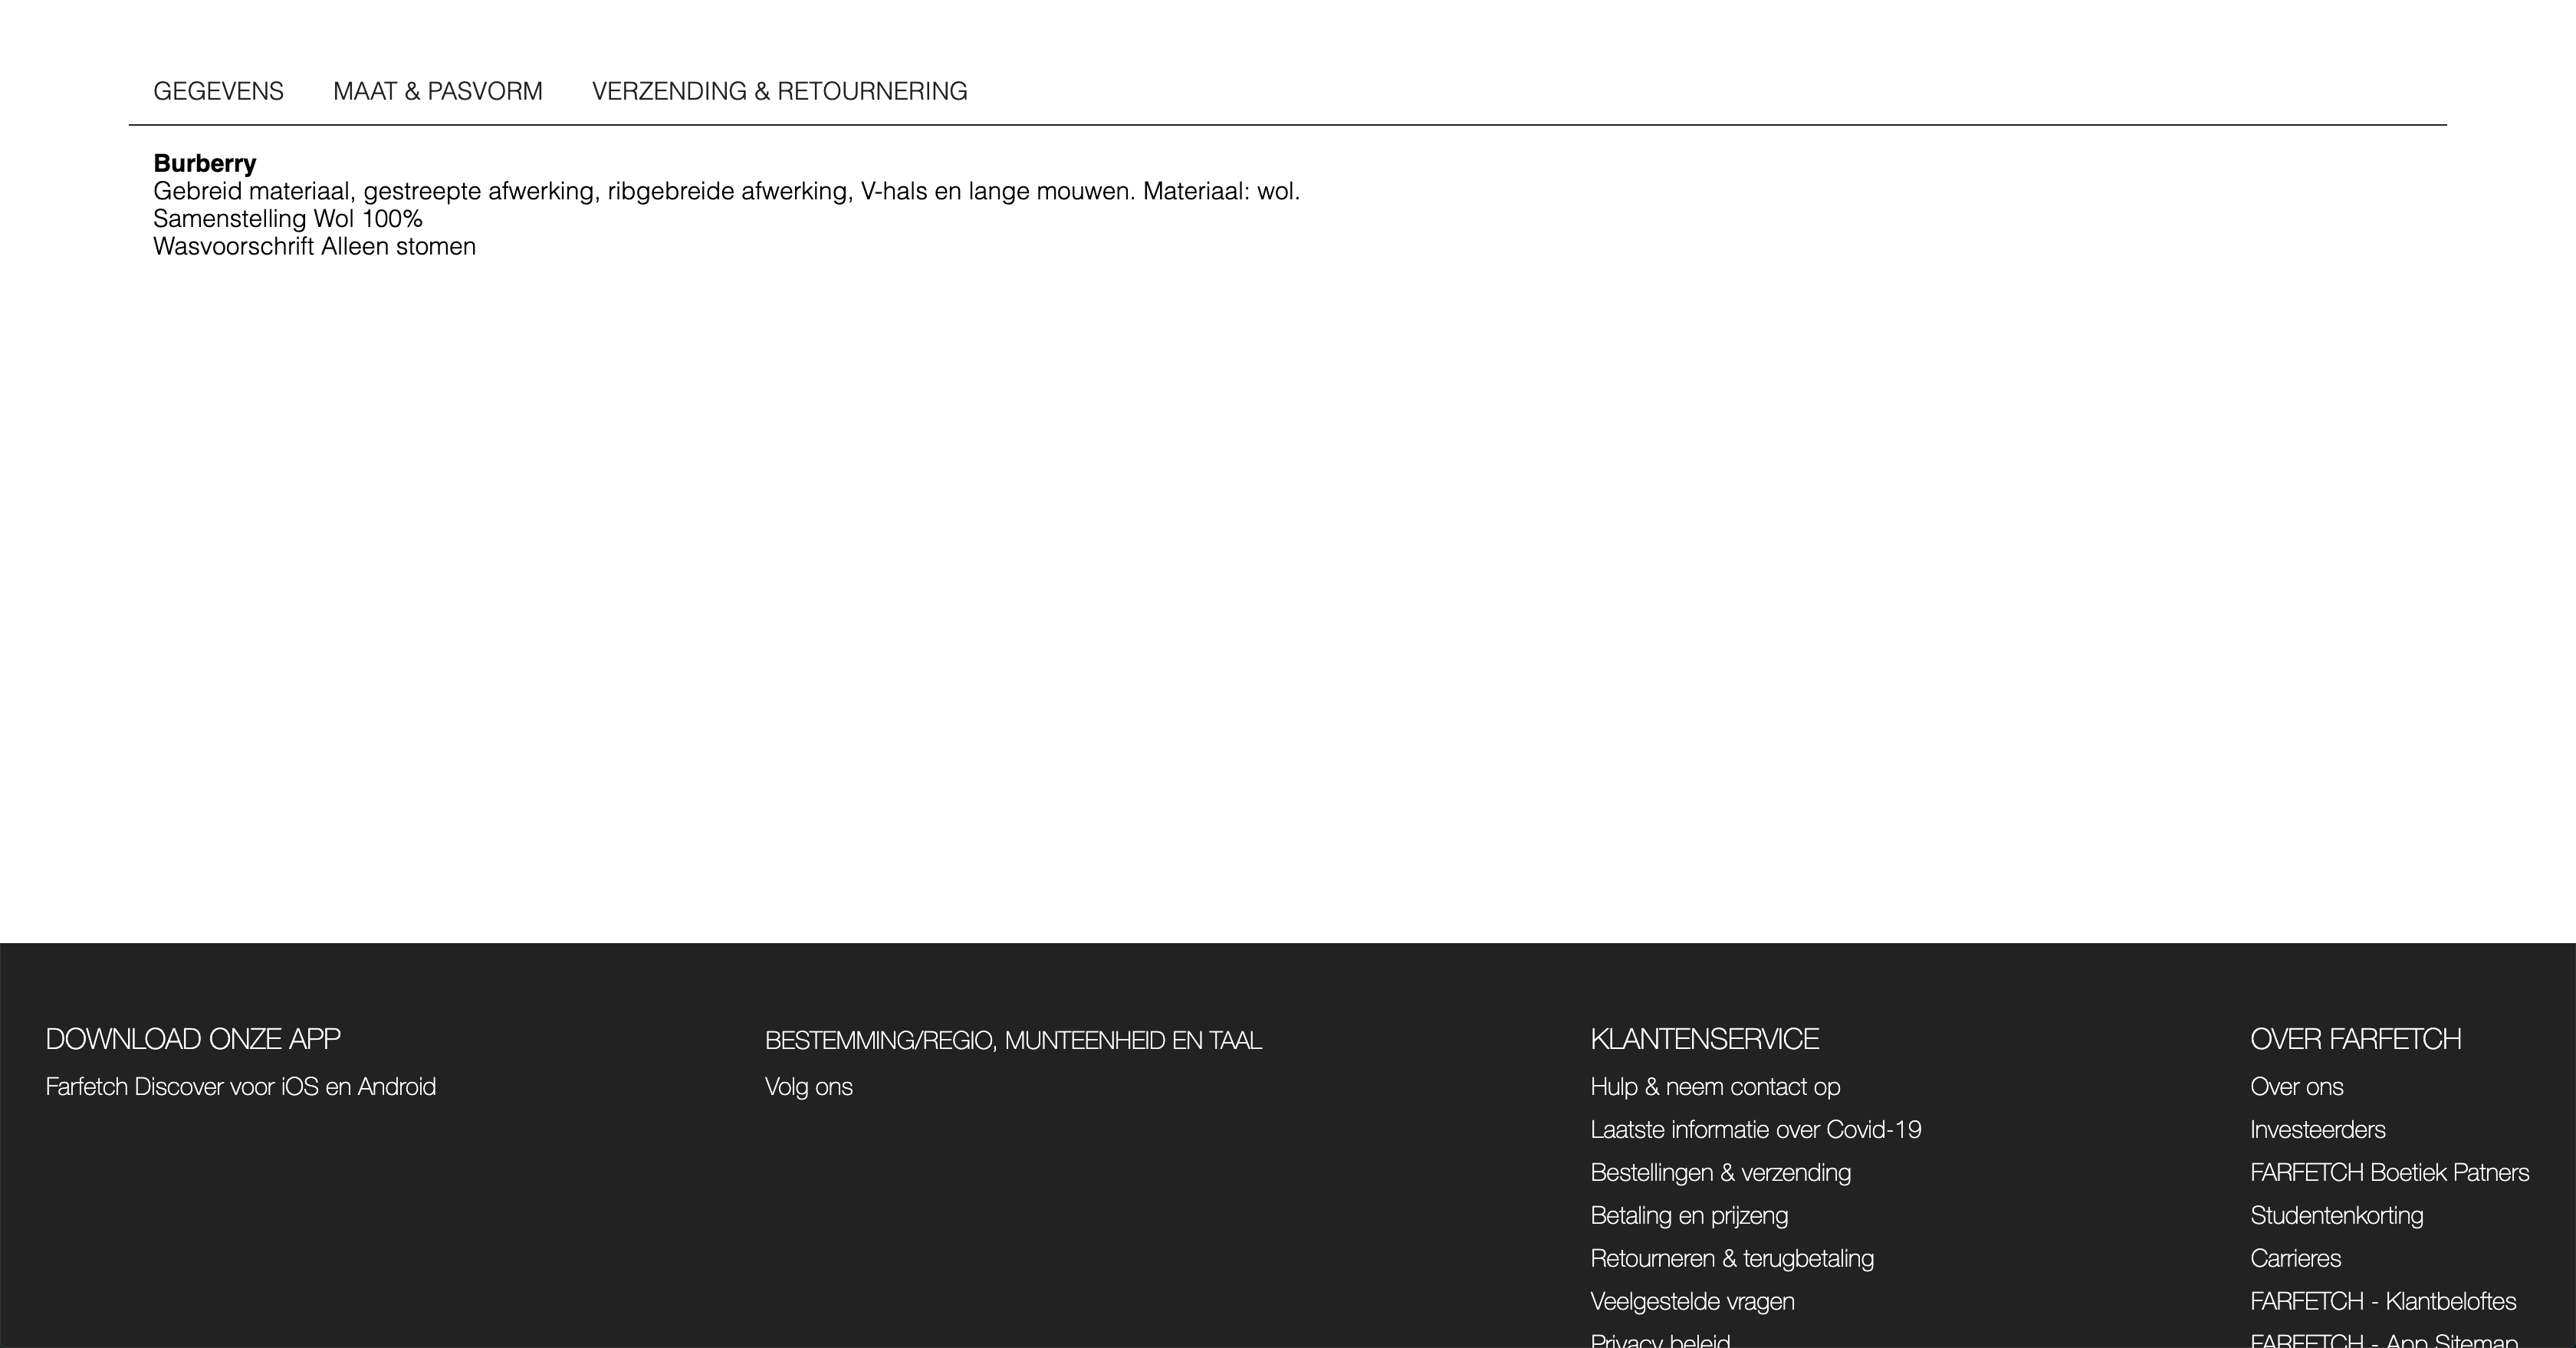 GEGEVENS MAAT & PASVORM VERZENDING & RETOURNERING
Burberry
Gebreid materiaal, gestreepte afwerking, ribgebreide afwerking, V-hals en lange mouwen. Materiaal: wol.
Samenstelling Wol 100%
Wasvoorschrift Alleen stomen
DOWNLOAD ONZE APP
Farfetch Discover voor iOS en Android
BESTEMMING/REGIO, MUNTEENHEID EN TAAL
Volg ons
KLANTENSERVICE
Hulp & neem contact op
Laatste informatie over Covid-19
Bestellingen & verzending
Betaling en prijzeng
Retourneren & terugbetaling
Veelgestelde vragen
Privacy beleid
OVER FARFETCH
Over ons
Investeerders
FARFETCH Boetiek Patners
Studentenkorting
Carrieres
FARFETCH - Klantbeloftes
FARFETCH - App Sitemap